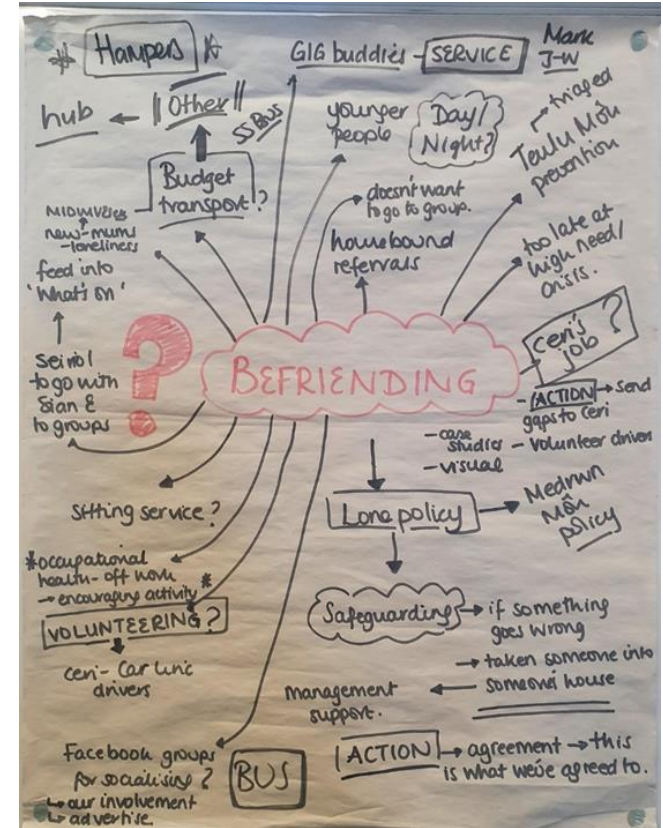 * Hampers *
GIG buddies - SERVICE
Mark
J-W
hub ← "Other"
SS BUS
younger
people
Day/
Night?
→ triaged
Teulu Môn
prevention
Budget
transport?
doesn't want
to go to group.
homebound
referrals
too late at
high need/
crisis.
MIDWIVES
new-mums
-loneliness
feed into
'What's on'
?
BEFRIENDING
ceri's
job?
- ACTION → send
gaps to ceri
- volunteer driver
to go with
Sian &
to groups
- case
studies
- visual
Lone policy → Medrwn
Môn
policy
Sitting service?
*occupational
health - off work *
→ encouraging activity
VOLUNTEERING?
ceri - Car Linc
drivers
Safeguarding → if something
goes wrong
→ taken someone into
someone's house
management ←
support.
Facebook groups
for socialising?
↳ our involvement
↳ advertise.
BUS
ACTION → agreement → this
is what we've agreed to.